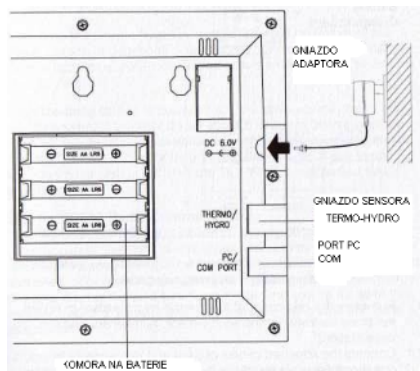 GNIAZDO
ADAPTORA
DC 6.0V
SIZE AA LR6
SIZE AA LR6
SIZE AA LR6
THERMO/
HYGRO
GNIAZDO SENSORA
TERMO-HYDRO
PC/
COM PORT
PORT PC
COM
KOMORA NA BATERIE